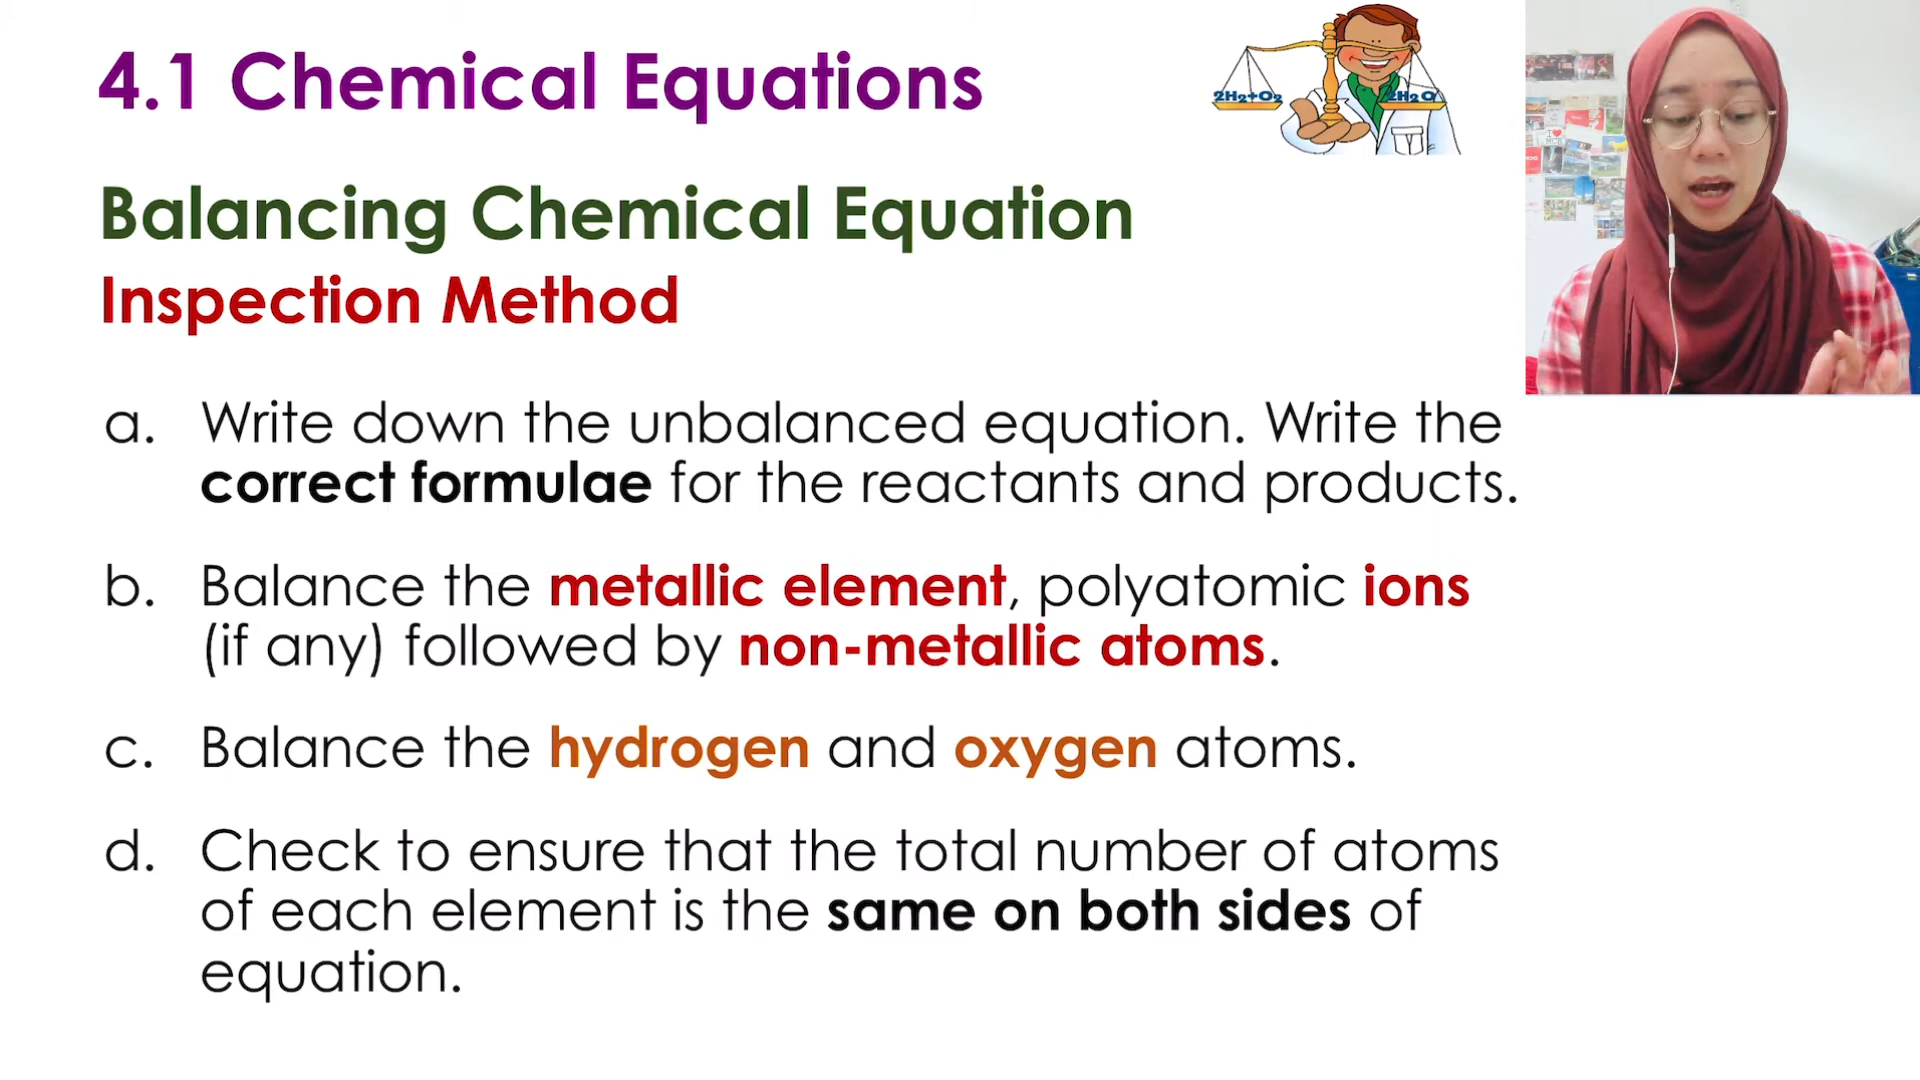 4.1 Chemical Equations
2H₂+O₂
2H₂O
Balancing Chemical Equation
Inspection Method
a. Write down the unbalanced equation. Write the
correct formulae for the reactants and products.
b. Balance the metallic element, polyatomic ions
(if any) followed by non-metallic atoms.
c. Balance the hydrogen and oxygen atoms.
d. Check to ensure that the total number of atoms
of each element is the same on both sides of
equation.